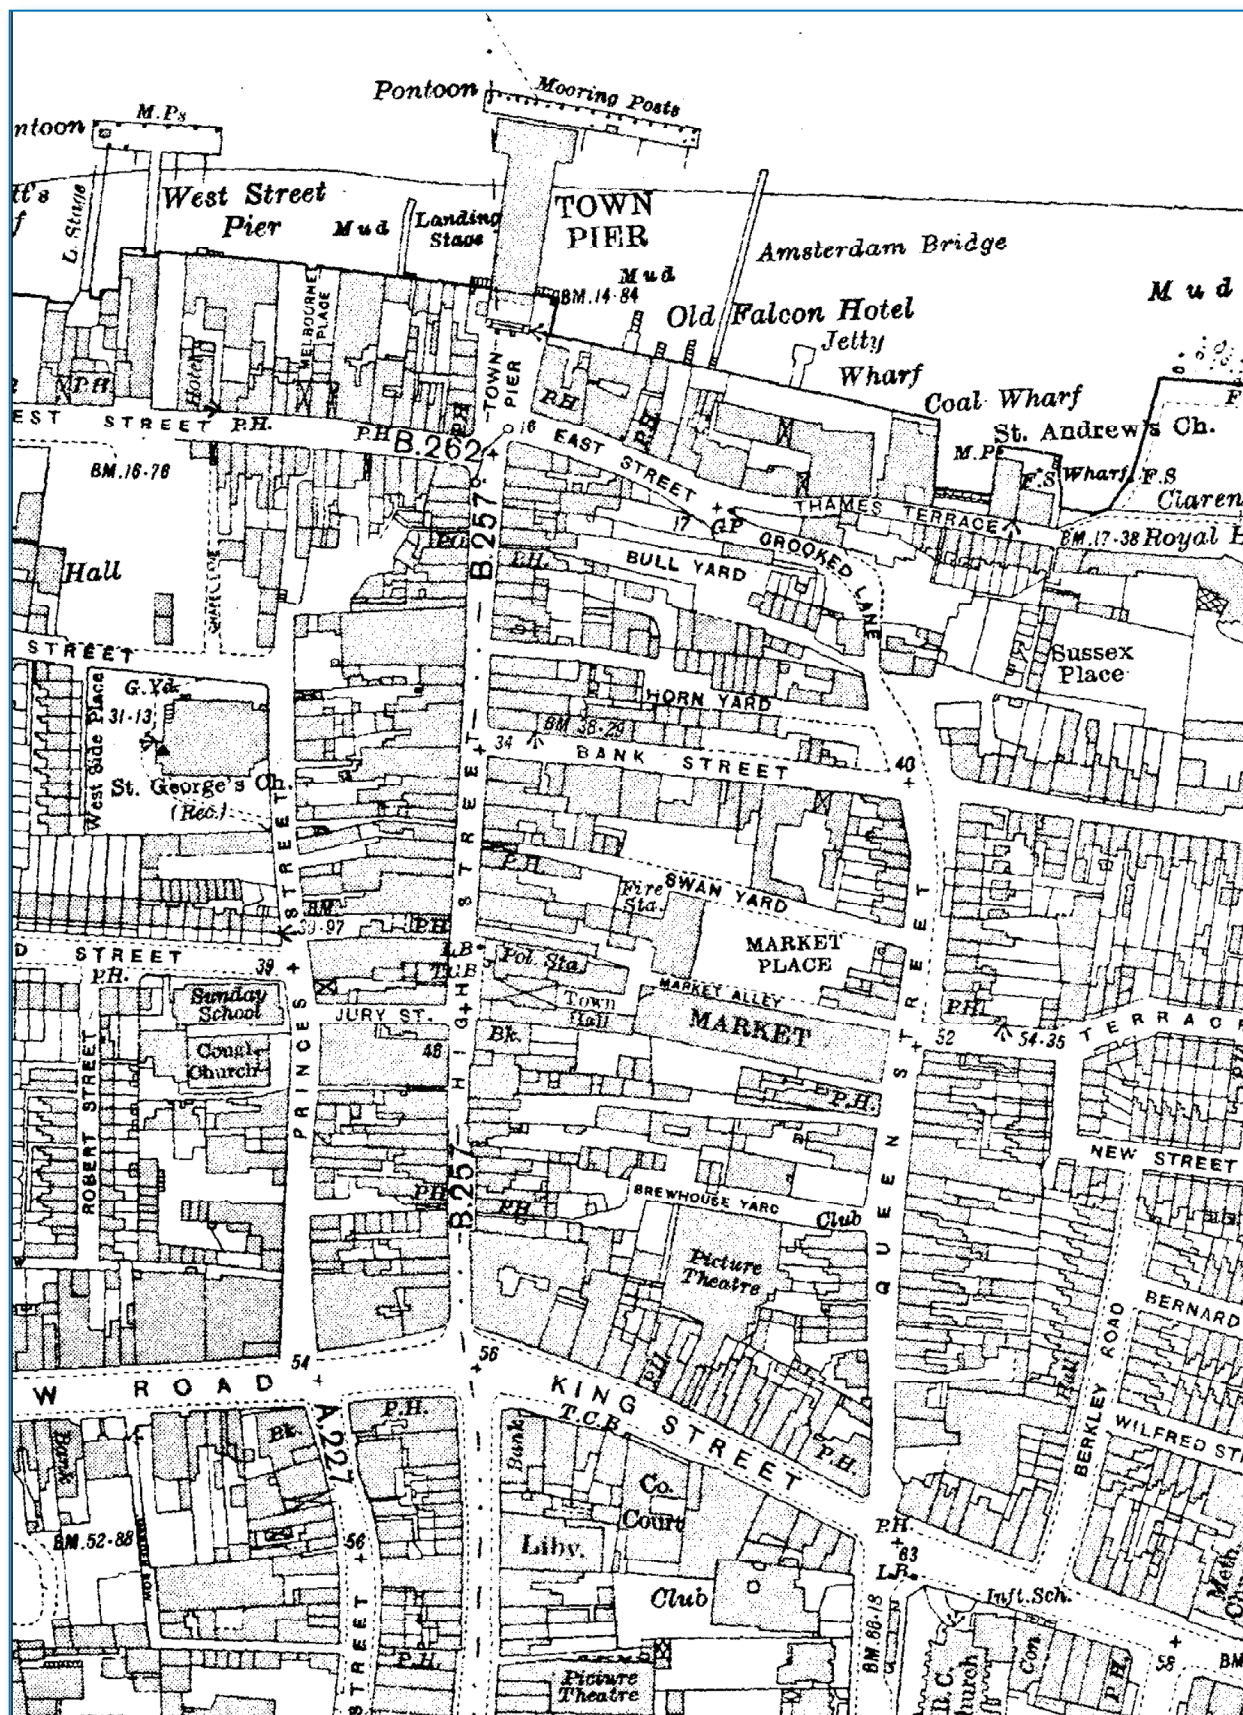 Pontoon
Mooring Posts
M.Ps
ntoon
tt's
f
L. Stage
West Street
Pier
Mud
Landing
Stage
TOWN
PIER
Amsterdam Bridge
Mud
BM.14·84
Mud
Old Falcon Hotel
Jetty
Wharf
MELBOURNE
PLACE
TOWN
PIER
Hotel
P.H.
P.H
P.H
Coal Wharf
St. Andrew's Ch.
F
EST STREET
P.H.
P.H
P.H
B.262
16
EAST STREET
M.P
F.S
Wharf
F.S
Claren
BM.16·76
B.257
17
G.P
THAMES TERRACE
BM.17·38
Royal H
Hall
P.H.
BULL YARD
CROOKED LANE
STREET
Sussex
Place
G.Yd.
31·13
West Side Place
HORN YARD
34
BM 38·29
BANK STREET
40
St. George's Ch.
(Rec.)
P.H.
Fire
Sta.
SWAN YARD
BM.
39·97
P.H.
MARKET
PLACE
D STREET
P.H.
39
L.B
T.C.B
Pol. Sta.
Sunday
School
JURY ST.
Town
Hall
MARKET ALLEY
MARKET
P.H.
TERRACE
52
54·35
Congl.
Church
48
Bk.
HIGH STREET
PRINCES STREET
ROBERT STREET
QUEEN STREET
P.H.
NEW STREET
B.257
P.H
P.H.
BREWHOUSE YARD
Club
Picture
Theatre
BERNARD
P.H
Hall
BERKLEY ROAD
54
56
W ROAD
KING STREET
T.C.B.
P.H.
A.227
Bk.
Bank
Bank
P.H.
WILFRED ST
Co.
Court
BM.52·88
56
Liby.
P.H.
63
L.B.
Club
Inft. Sch.
Meth.
Ch
BM.66·18
STREET
P.H.
Picture
Theatre
Con.
P.H.
58
BM